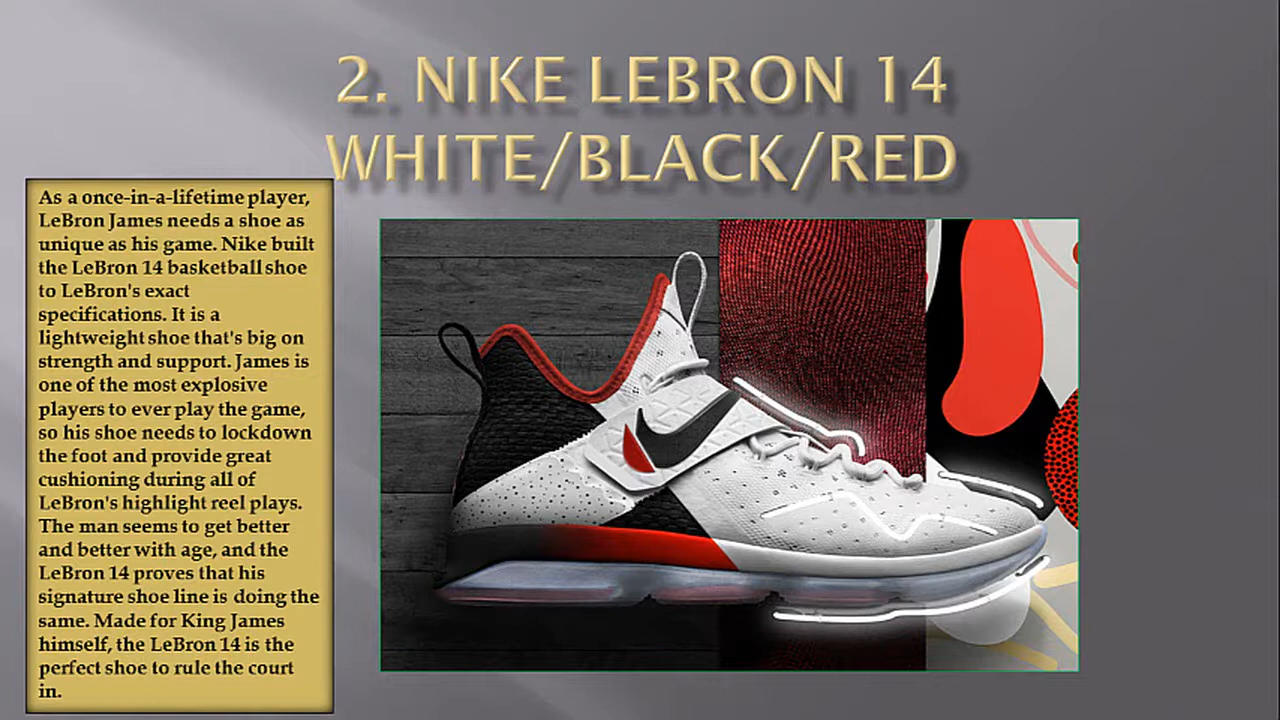 2. NIKE LEBRON 14
WHITE/BLACK/RED
As a once-in-a-lifetime player,
LeBron James needs a shoe as
unique as his game. Nike built
the LeBron 14 basketball shoe
to LeBron's exact
specifications. It is a
lightweight shoe that's big on
strength and support. James is
one of the most explosive
players to ever play the game,
so his shoe needs to lockdown
the foot and provide great
cushioning during all of
LeBron's highlight reel plays.
The man seems to get better
and better with age, and the
LeBron 14 proves that his
signature shoe line is doing the
same. Made for King James
himself, the LeBron 14 is the
perfect shoe to rule the court
in.